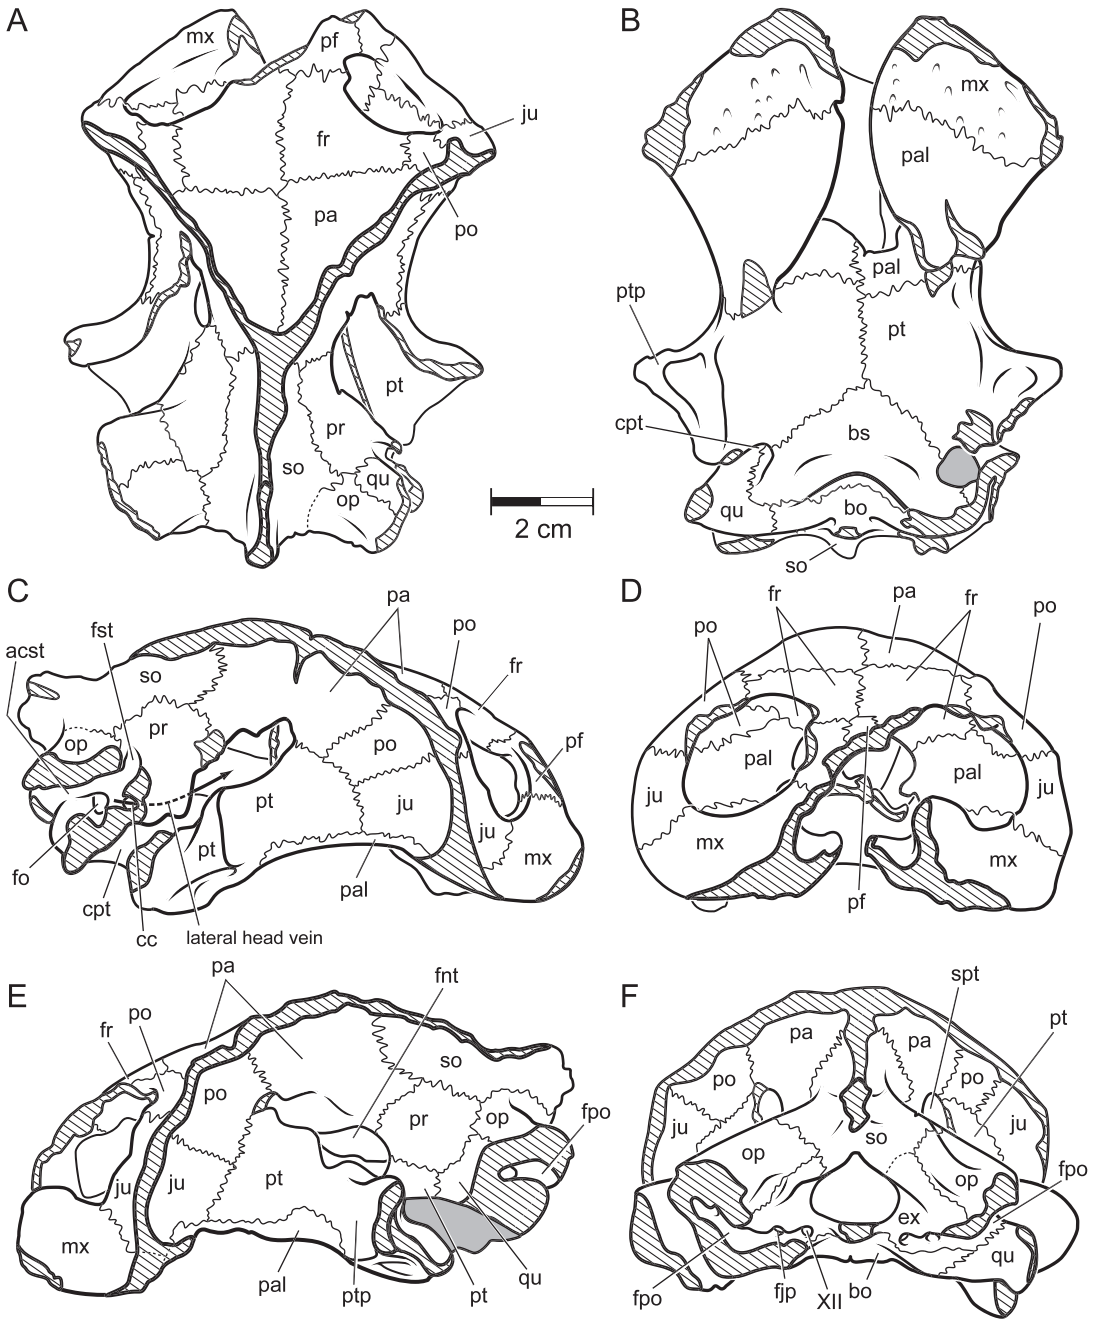 A
mx
pf
ju
fr
pa
po
pt
pr
so
qu
op
2 cm
B
mx
pal
pal
ptp
pt
cpt
bs
qu
bo
so
C
pa
po
fst
fr
acst
so
pr
op
po
pf
pt
ju
ju
pt
mx
fo
pal
cpt
cc
lateral head vein
D
fr
pa
fr
po
po
pal
pal
ju
ju
mx
mx
pf
E
pa
fnt
po
fr
so
po
pr
op
fpo
pt
ju
ju
mx
pal
ptp
pt
qu
F
spt
pt
pa
pa
po
po
ju
ju
so
op
op
fpo
ex
qu
fpo
fjp
XII
bo